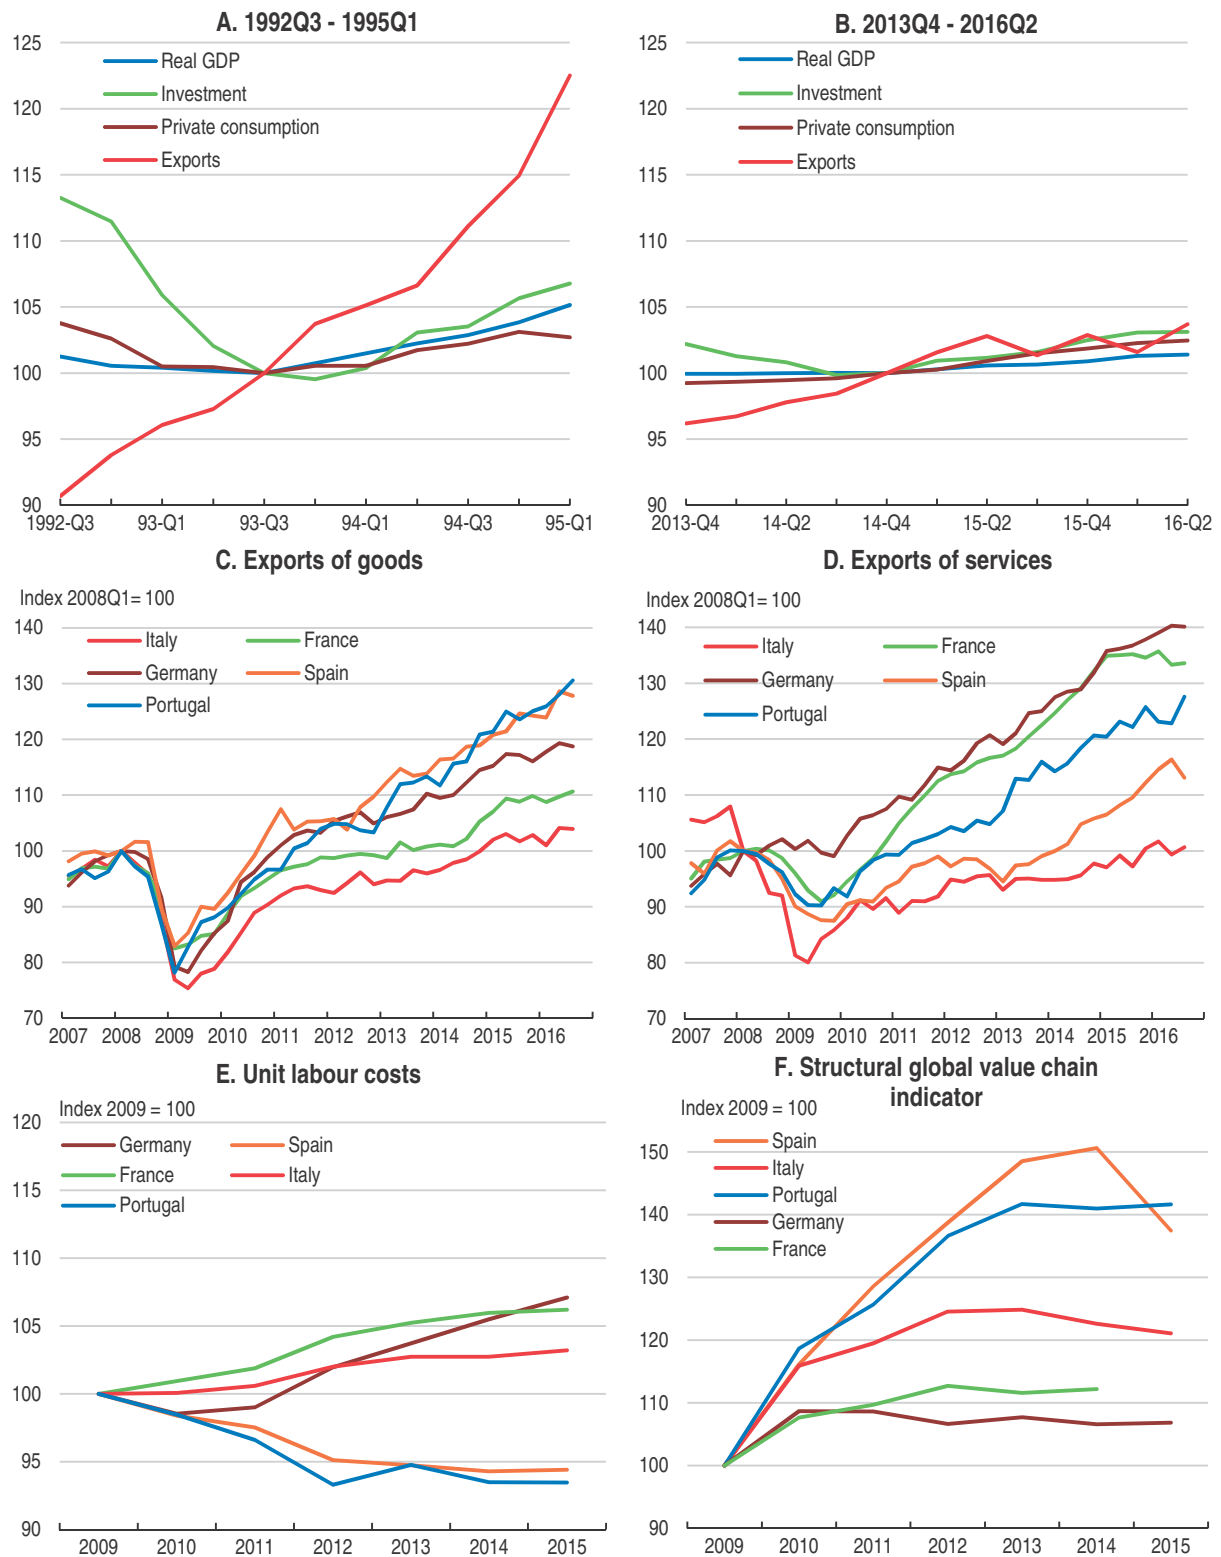 A. 1992Q3 - 1995Q1
125
120
115
110
105
100
95
90
Real GDP
Investment
Private consumption
Exports
1992-Q3 93-Q1 93-Q3 94-Q1 94-Q3 95-Q1
B. 2013Q4 - 2016Q2
125
120
115
110
105
100
95
90
Real GDP
Investment
Private consumption
Exports
2013-Q4 14-Q2 14-Q4 15-Q2 15-Q4 16-Q2
C. Exports of goods
Index 2008Q1= 100
140
130
120
110
100
90
80
70
Italy France
Germany Spain
Portugal
2007 2008 2009 2010 2011 2012 2013 2014 2015 2016
D. Exports of services
Index 2008Q1= 100
140
130
120
110
100
90
80
70
Italy France
Germany Spain
Portugal
2007 2008 2009 2010 2011 2012 2013 2014 2015 2016
E. Unit labour costs
Index 2009 = 100
120
115
110
105
100
95
90
Germany Spain
France Italy
Portugal
2009 2010 2011 2012 2013 2014 2015
F. Structural global value chain
indicator
Index 2009 = 100
150
140
130
120
110
100
90
Spain
Italy
Portugal
Germany
France
2009 2010 2011 2012 2013 2014 2015